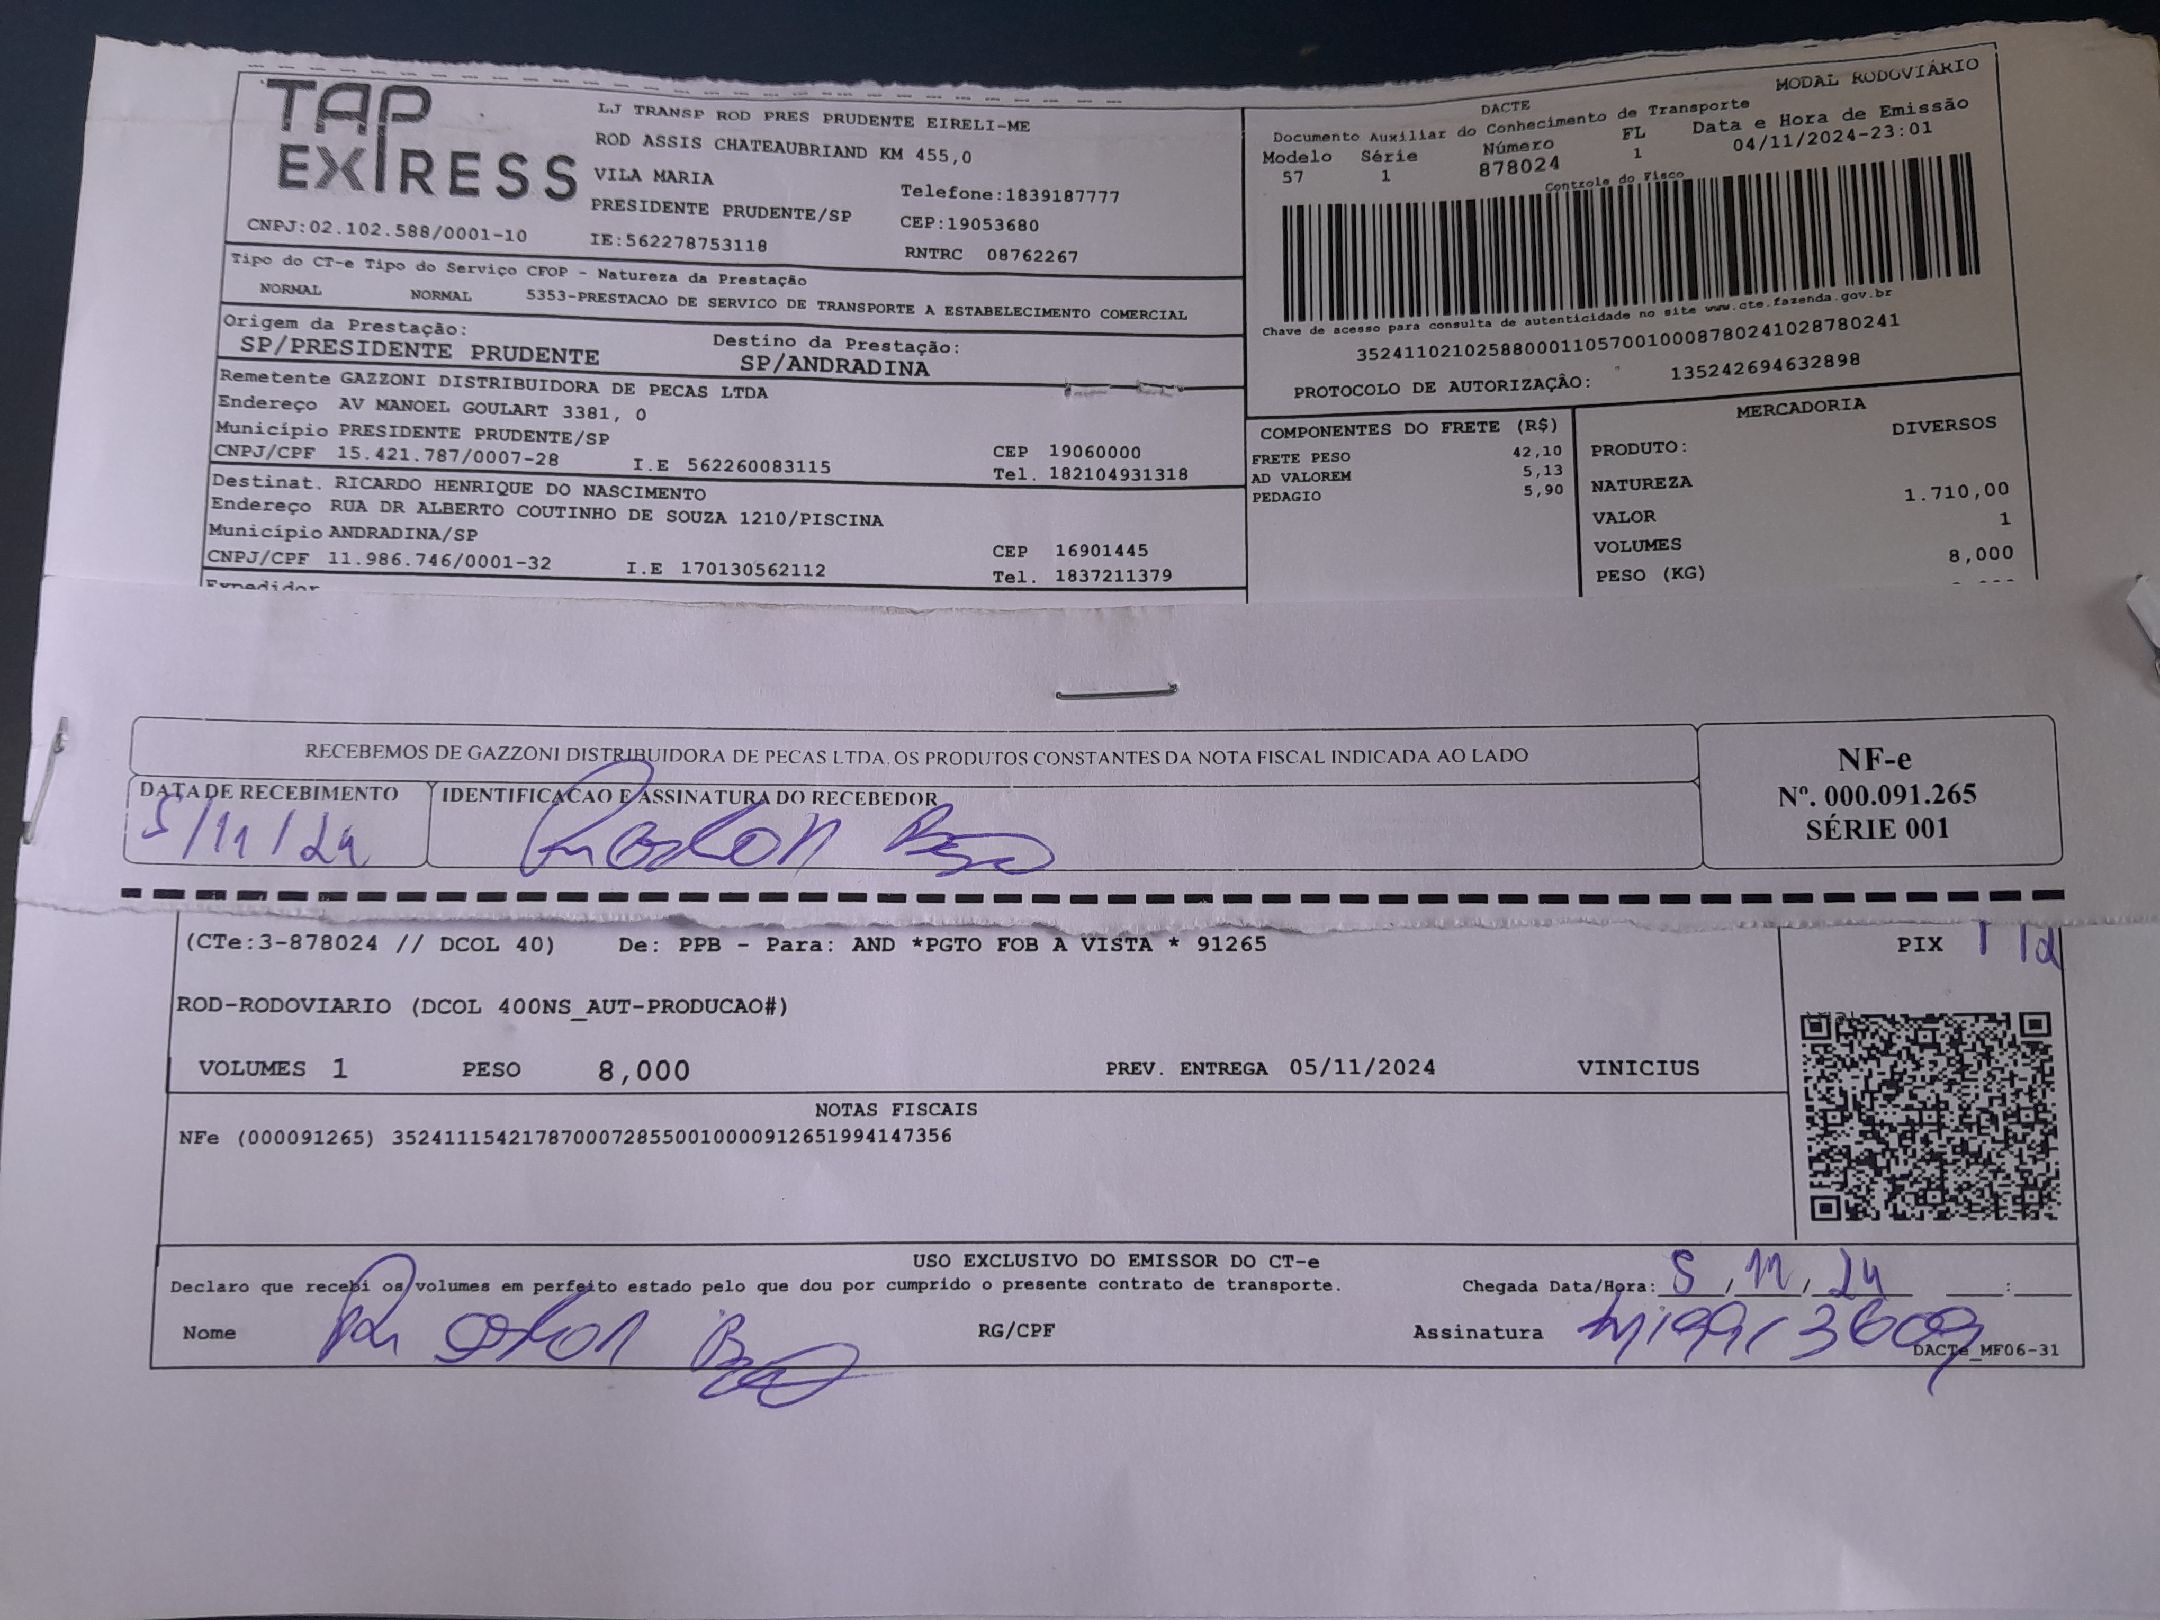 TAP EXPRESS
LJ TRANSP ROD PRES PRUDENTE EIRELI-ME
ROD ASSIS CHATEAUBRIAND KM 455,0
VILA MARIA
Telefone:1839187777
PRESIDENTE PRUDENTE/SP
CEP:19053680
CNPJ:02.102.588/0001-10
IE:562278753118
RNTRC 08762267
DACTE
MODAL RODOVIÁRIO
Documento Auxiliar do Conhecimento de Transporte
Modelo Série Número FL Data e Hora de Emissão
57 1 878024 1 04/11/2024-23:01
Controle do Fisco
Chave de acesso para consulta de autenticidade no site www.cte.fazenda.gov.br
35241102102588000110570010008780241028780241
PROTOCOLO DE AUTORIZAÇÃO: 135242694632898
Tipo do CT-e Tipo do Serviço CFOP - Natureza da Prestação
NORMAL NORMAL 5353-PRESTACAO DE SERVICO DE TRANSPORTE A ESTABELECIMENTO COMERCIAL
Origem da Prestação: Destino da Prestação:
SP/PRESIDENTE PRUDENTE SP/ANDRADINA
Remetente GAZZONI DISTRIBUIDORA DE PECAS LTDA
Endereço AV MANOEL GOULART 3381, 0
Município PRESIDENTE PRUDENTE/SP CEP 19060000
CNPJ/CPF 15.421.787/0007-28 I.E 562260083115 Tel. 182104931318
Destinat. RICARDO HENRIQUE DO NASCIMENTO
Endereço RUA DR ALBERTO COUTINHO DE SOUZA 1210/PISCINA
Município ANDRADINA/SP CEP 16901445
CNPJ/CPF 11.986.746/0001-32 I.E 170130562112 Tel. 1837211379
Expedidor
COMPONENTES DO FRETE (R$)
FRETE PESO 42,10
AD VALOREM 5,13
PEDAGIO 5,90
MERCADORIA
PRODUTO: DIVERSOS
NATUREZA
VALOR 1.710,00
VOLUMES 1
PESO (KG) 8,000
RECEBEMOS DE GAZZONI DISTRIBUIDORA DE PECAS LTDA. OS PRODUTOS CONSTANTES DA NOTA FISCAL INDICADA AO LADO
DATA DE RECEBIMENTO IDENTIFICACAO E ASSINATURA DO RECEBEDOR
5/11/24
NF-e
Nº. 000.091.265
SÉRIE 001
(CTe:3-878024 // DCOL 40) De: PPB - Para: AND *PGTO FOB A VISTA * 91265
PIX
ROD-RODOVIARIO (DCOL 400NS_AUT-PRODUCAO#)
VOLUMES 1 PESO 8,000 PREV. ENTREGA 05/11/2024 VINICIUS
NOTAS FISCAIS
NFe (000091265) 35241115421787000728550010000912651994147356
USO EXCLUSIVO DO EMISSOR DO CT-e
Declaro que recebi os volumes em perfeito estado pelo que dou por cumprido o presente contrato de transporte. Chegada Data/Hora: 5/11/24 :
Nome RG/CPF Assinatura
DACTe_MF06-31